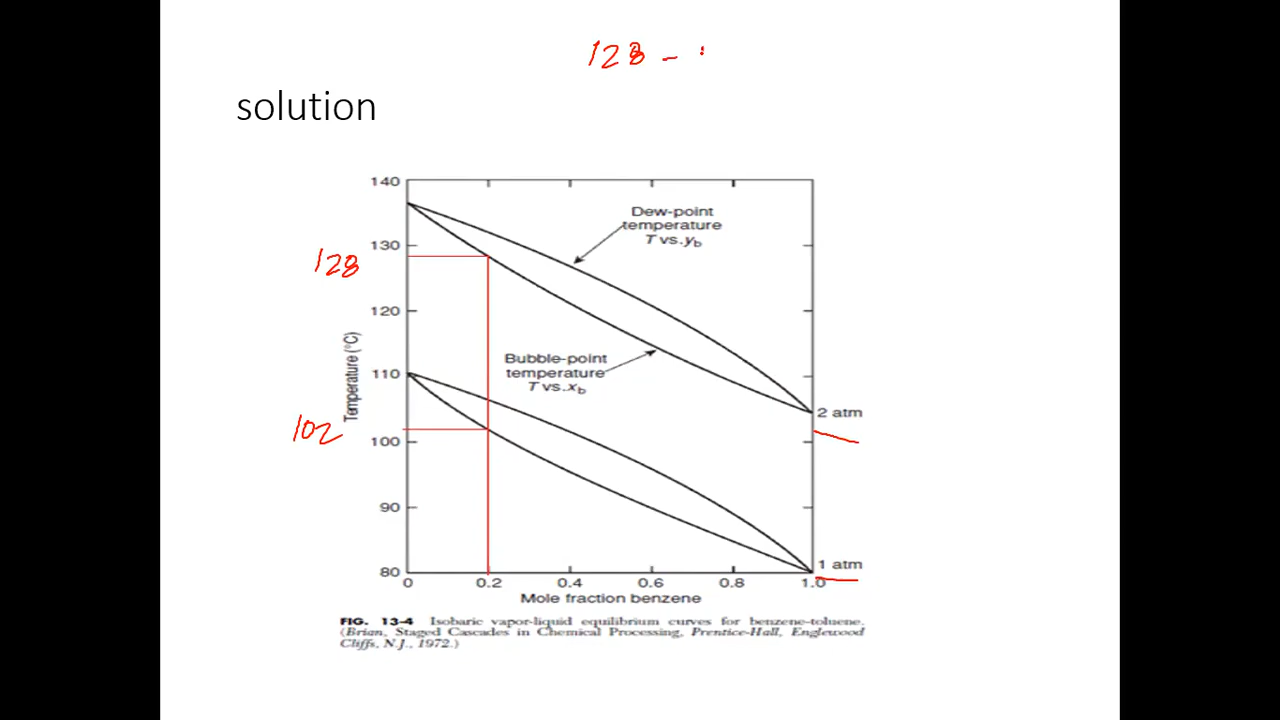 128 -
solution
140
Dew-point
temperature
T vs. yb
130
128
120
Bubble-point
temperature
T vs. xb
110
Temperature (°C)
2 atm
102
100
90
1 atm
80
0 0.2 0.4 0.6 0.8 1.0
Mole fraction benzene
FIG. 13-4 Isobaric vapor-liquid equilibrium curves for benzene-toluene.
(Brian, Staged Cascades in Chemical Processing, Prentice-Hall, Englewood
Cliffs, N.J., 1972.)